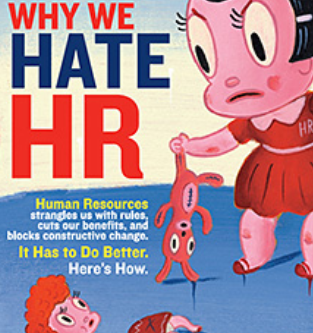 WHY WE
HATE
HR
HR
Human Resources
strangles us with rules,
cuts our benefits, and
blocks constructive change.
It Has to Do Better.
Here's How.